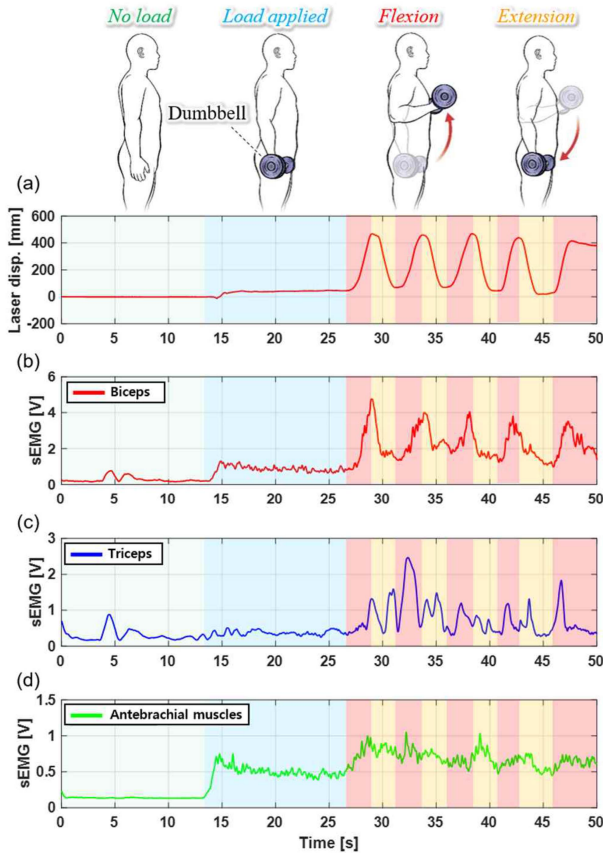 No load Load applied Flexion Extension
Dumbbell
(a)
Laser disp. [mm]
600
400
200
0
-200
0 5 10 15 20 25 30 35 40 45 50
(b)
sEMG [V]
6
4
2
0
Biceps
0 5 10 15 20 25 30 35 40 45 50
(c)
sEMG [V]
3
2
1
0
Triceps
0 5 10 15 20 25 30 35 40 45 50
(d)
sEMG [V]
1.5
1
0.5
0
Antebrachial muscles
0 5 10 15 20 25 30 35 40 45 50
Time [s]